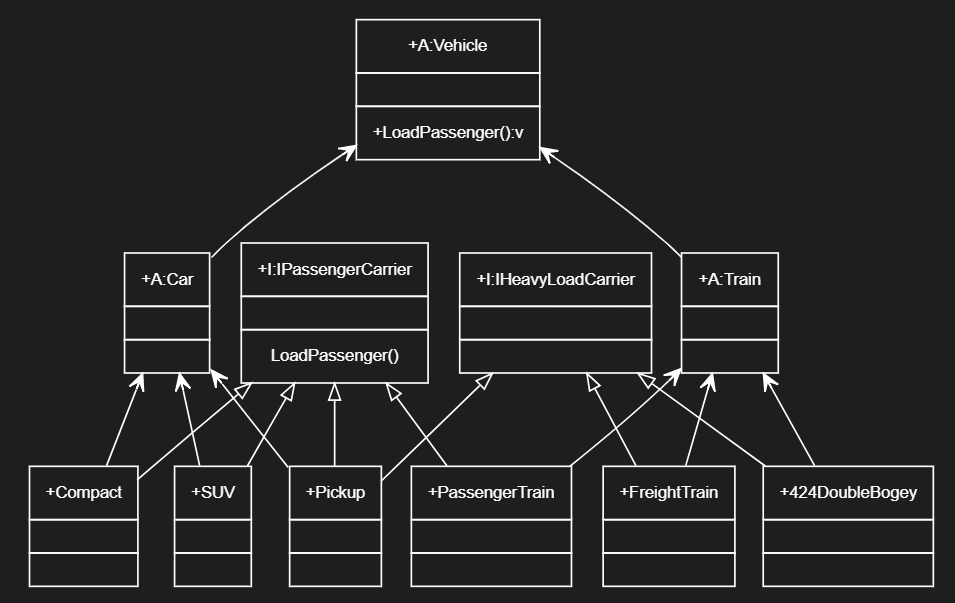 +A:Vehicle
+LoadPassenger():v
+A:Car
+I:IPassengerCarrier
LoadPassenger()
+I:IHeavyLoadCarrier
+A:Train
+Compact
+SUV
+Pickup
+PassengerTrain
+FreightTrain
+424DoubleBogey